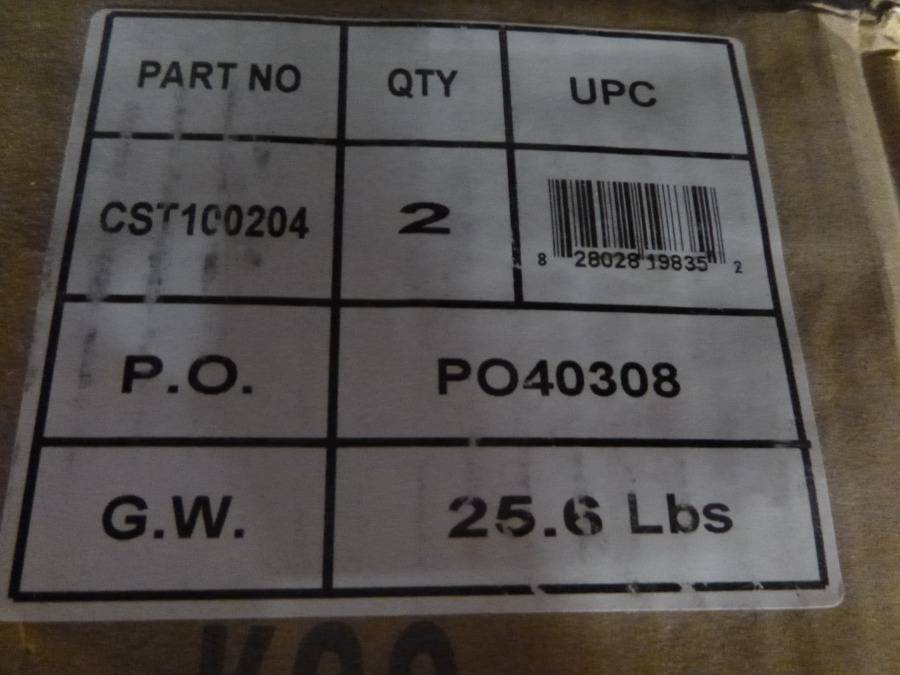 PART NO QTY UPC
CST100204 2
8 28028 19835 2
P.O. PO40308
G.W. 25.6 Lbs